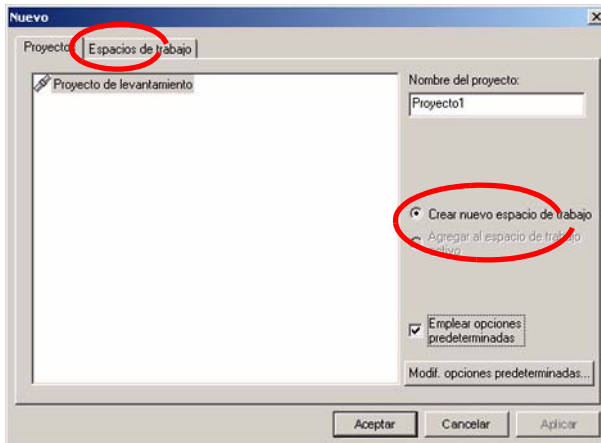 Nuevo
Proyectos Espacios de trabajo
Proyecto de levantamiento
Nombre del proyecto:
Proyecto1
Crear nuevo espacio de trabajo
Agregar al espacio de trabajo
activo
Emplear opciones
predeterminadas
Modif. opciones predeterminadas...
Aceptar Cancelar Aplicar